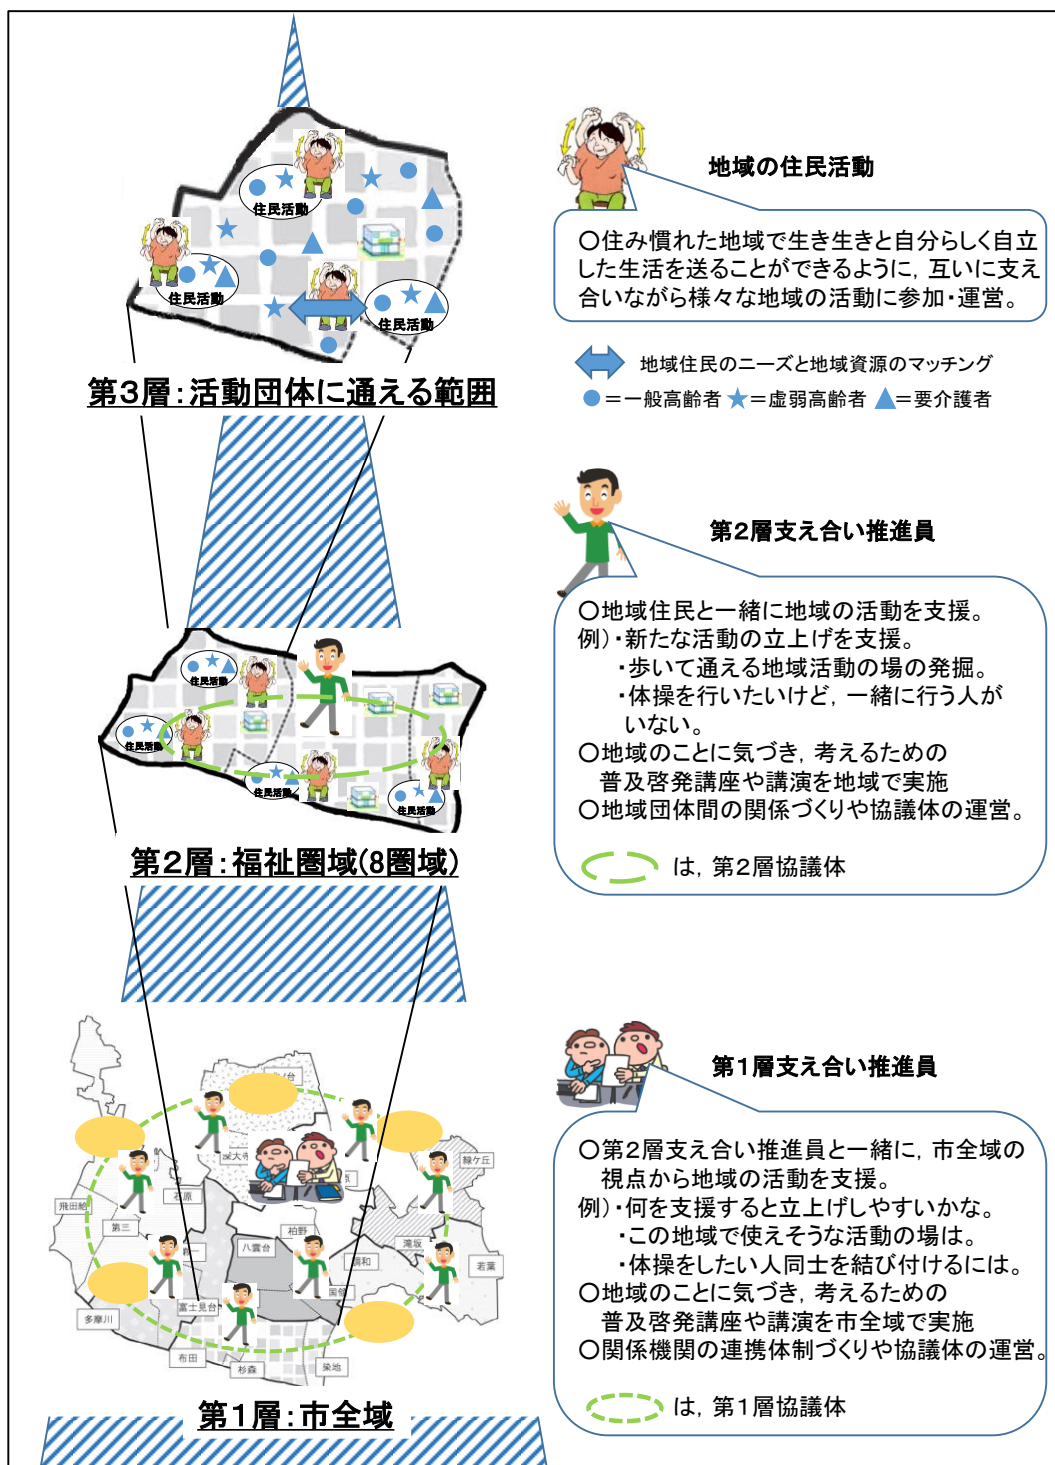 住民活動
住民活動
住民活動
第３層：活動団体に通える範囲
地域の住民活動
○住み慣れた地域で生き生きと自分らしく自立
した生活を送ることができるように，互いに支え
合いながら様々な地域の活動に参加・運営。
地域住民のニーズと地域資源のマッチング
＝一般高齢者
＝虚弱高齢者
＝要介護者
住民活動
住民活動
住民活動
住民活動
第２層：福祉圏域(8圏域)
第２層支え合い推進員
○地域住民と一緒に地域の活動を支援。
例）・新たな活動の立上げを支援。
・歩いて通える地域活動の場の発掘。
・体操を行いたいけど，一緒に行う人が
いない。
○地域のことに気づき，考えるための
普及啓発講座や講演を地域で実施
○地域団体間の関係づくりや協議体の運営。
は，第２層協議体
緑ケ丘
飛田給
石原
第三
柏野
八雲台
滝坂
調和
若葉
国領
富士見台
多摩川
布田
杉森
染地
第１層：市全域
第１層支え合い推進員
○第２層支え合い推進員と一緒に，市全域の
視点から地域の活動を支援。
例）・何を支援すると立上げしやすいかな。
・この地域で使えそうな活動の場は。
・体操をしたい人同士を結び付けるには。
○地域のことに気づき，考えるための
普及啓発講座や講演を市全域で実施
○関係機関の連携体制づくりや協議体の運営。
は，第１層協議体